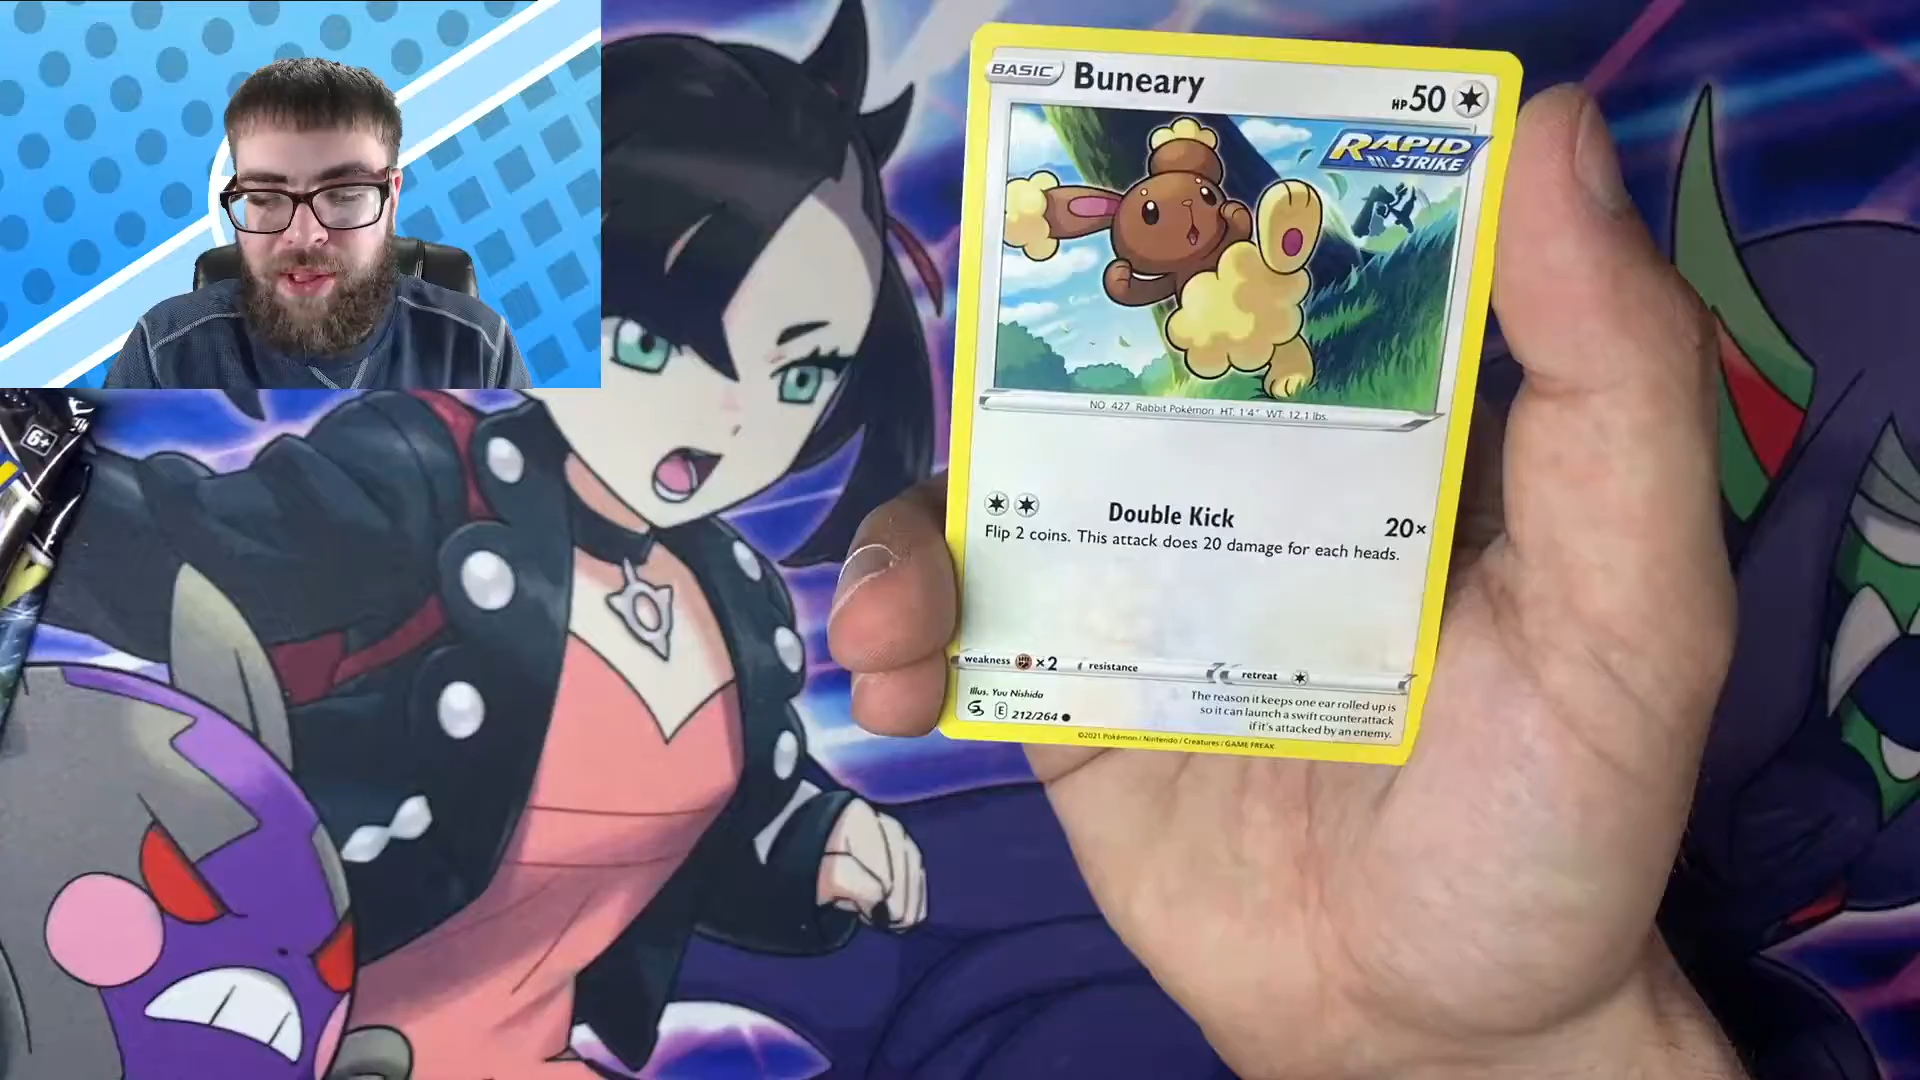 BASIC Buneary HP 50
RAPID
STRIKE
NO. 427 Rabbit Pokémon HT: 1'4" WT: 12.1 lbs.
Double Kick 20×
Flip 2 coins. This attack does 20 damage for each heads.
weakness ×2 resistance retreat
Illus. Yuu Nishida
E 212/264
The reason it keeps one ear rolled up is
so it can launch a swift counterattack
if it's attacked by an enemy.
©2021 Pokémon / Nintendo / Creatures / GAME FREAK
6+